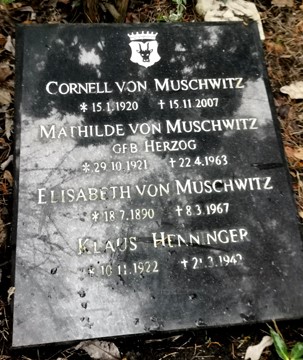 CORNELL VON MUSCHWITZ
* 15.1.1920 † 15.11.2007
MATHILDE VON MUSCHWITZ
GEB HERZOG
* 29.10.1921 † 22.4.1963
ELISABETH VON MUSCHWITZ
* 18.7.1890 † 8.3.1967
KLAUS HENNINGER
* 10.11.1922 †